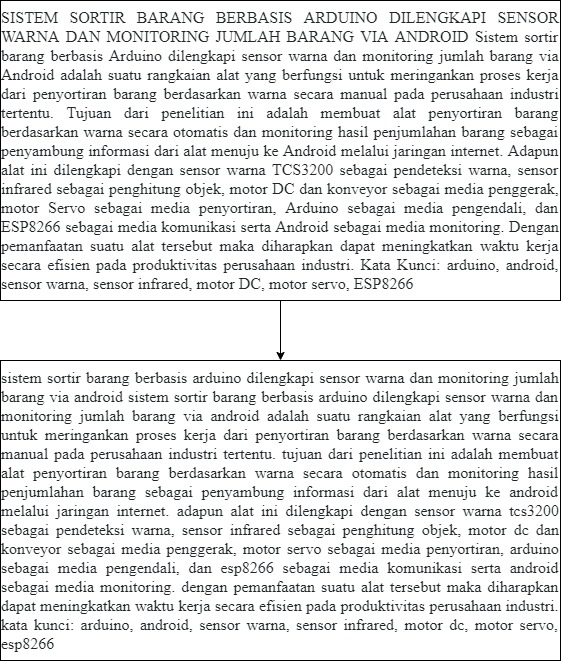 SISTEM SORTIR BARANG BERBASIS ARDUINO DILENGKAPI SENSOR
WARNA DAN MONITORING JUMLAH BARANG VIA ANDROID Sistem sortir
barang berbasis Arduino dilengkapi sensor warna dan monitoring jumlah barang via
Android adalah suatu rangkaian alat yang berfungsi untuk meringankan proses kerja
dari penyortiran barang berdasarkan warna secara manual pada perusahaan industri
tertentu. Tujuan dari penelitian ini adalah membuat alat penyortiran barang
berdasarkan warna secara otomatis dan monitoring hasil penjumlahan barang sebagai
penyambung informasi dari alat menuju ke Android melalui jaringan internet. Adapun
alat ini dilengkapi dengan sensor warna TCS3200 sebagai pendeteksi warna, sensor
infrared sebagai penghitung objek, motor DC dan konveyor sebagai media penggerak,
motor Servo sebagai media penyortiran, Arduino sebagai media pengendali, dan
ESP8266 sebagai media komunikasi serta Android sebagai media monitoring. Dengan
pemanfaatan suatu alat tersebut maka diharapkan dapat meningkatkan waktu kerja
secara efisien pada produktivitas perusahaan industri. Kata Kunci: arduino, android,
sensor warna, sensor infrared, motor DC, motor servo, ESP8266
sistem sortir barang berbasis arduino dilengkapi sensor warna dan monitoring jumlah
barang via android sistem sortir barang berbasis arduino dilengkapi sensor warna dan
monitoring jumlah barang via android adalah suatu rangkaian alat yang berfungsi
untuk meringankan proses kerja dari penyortiran barang berdasarkan warna secara
manual pada perusahaan industri tertentu. tujuan dari penelitian ini adalah membuat
alat penyortiran barang berdasarkan warna secara otomatis dan monitoring hasil
penjumlahan barang sebagai penyambung informasi dari alat menuju ke android
melalui jaringan internet. adapun alat ini dilengkapi dengan sensor warna tcs3200
sebagai pendeteksi warna, sensor infrared sebagai penghitung objek, motor dc dan
konveyor sebagai media penggerak, motor servo sebagai media penyortiran, arduino
sebagai media pengendali, dan esp8266 sebagai media komunikasi serta android
sebagai media monitoring. dengan pemanfaatan suatu alat tersebut maka diharapkan
dapat meningkatkan waktu kerja secara efisien pada produktivitas perusahaan industri.
kata kunci: arduino, android, sensor warna, sensor infrared, motor dc, motor servo,
esp8266